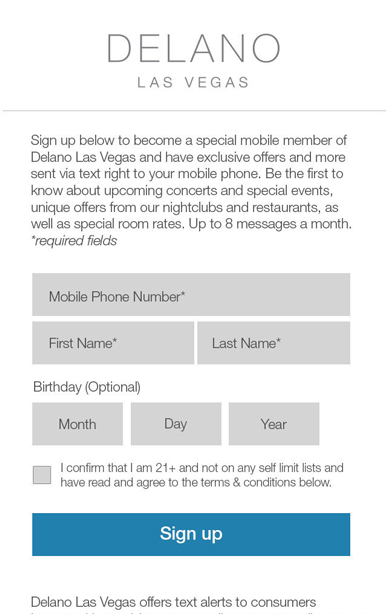 DELANO
LAS VEGAS
Sign up below to become a special mobile member of
Delano Las Vegas and have exclusive offers and more
sent via text right to your mobile phone. Be the first to
know about upcoming concerts and special events,
unique offers from our nightclubs and restaurants, as
well as special room rates. Up to 8 messages a month.
*required fields
Mobile Phone Number*
First Name* Last Name*
Birthday (Optional)
Month Day Year
I confirm that I am 21+ and not on any self limit lists and
have read and agree to the terms & conditions below.
Sign up
Delano Las Vegas offers text alerts to consumers